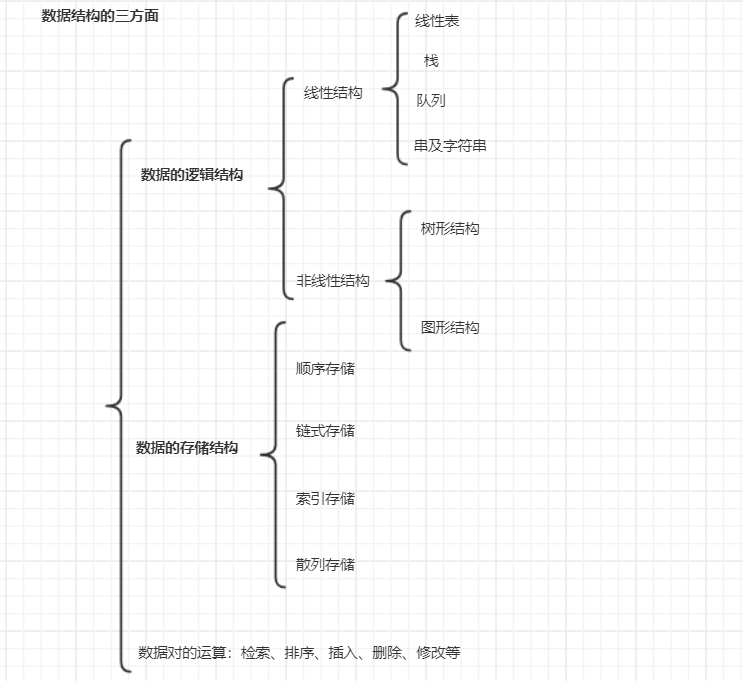 数据结构的三方面
线性表
栈
线性结构
队列
串及字符串
数据的逻辑结构
树形结构
非线性结构
图形结构
顺序存储
链式存储
数据的存储结构
索引存储
散列存储
数据对的运算：检索、排序、插入、删除、修改等